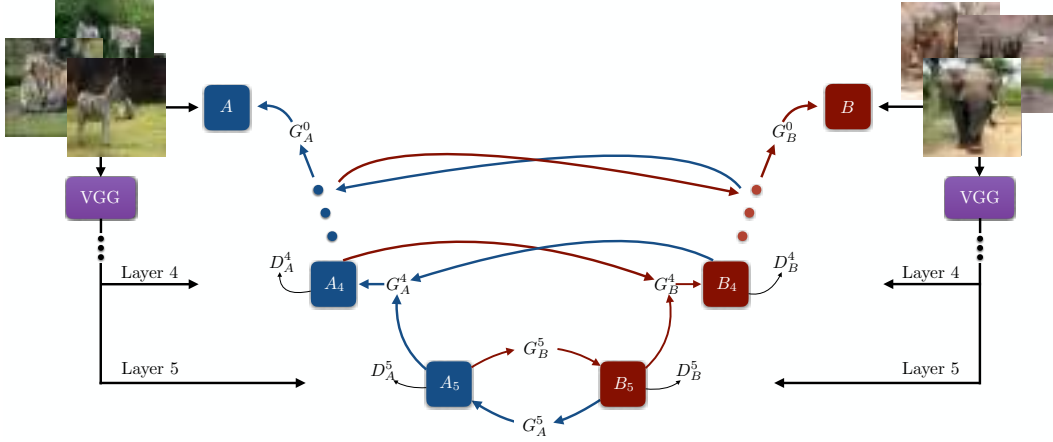 A
B
G_A^0
G_B^0
VGG
VGG
D_A^4
D_B^4
Layer 4
Layer 4
A_4
G_A^4
G_B^4
B_4
G_B^5
Layer 5
Layer 5
D_A^5
A_5
B_5
D_B^5
G_A^5